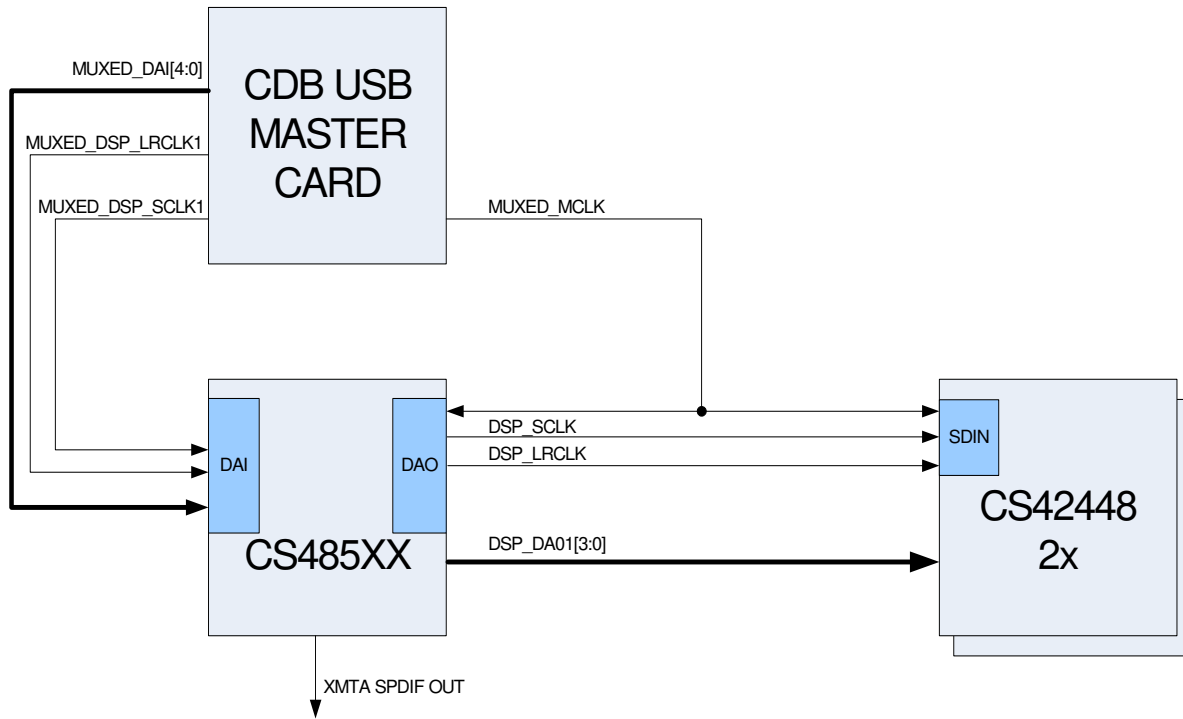 MUXED_DAI[4:0]
CDB USB
MASTER
CARD
MUXED_DSP_LRCLK1
MUXED_DSP_SCLK1
MUXED_MCLK
DSP_SCLK
SDIN
DAI
DAO
DSP_LRCLK
CS42448
2x
CS485XX
DSP_DA01[3:0]
XMTA SPDIF OUT